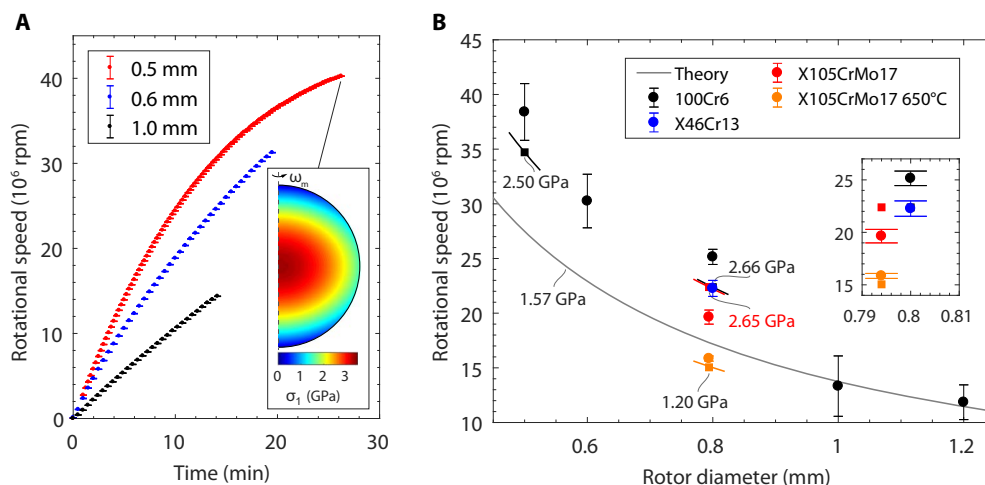 A
Rotational speed (10⁶ rpm)
50
40
30
20
10
0
0.5 mm
0.6 mm
1.0 mm
ωₘ
0 1 2 3
σ₁ (GPa)
0 10 20 30
Time (min)
B
Rotational speed (10⁶ rpm)
45
40
35
30
25
20
15
10
Theory
100Cr6
X46Cr13
X105CrMo17
X105CrMo17 650°C
2.50 GPa
1.57 GPa
2.66 GPa
2.65 GPa
1.20 GPa
25
20
15
0.79 0.8 0.81
0.6 0.8 1 1.2
Rotor diameter (mm)